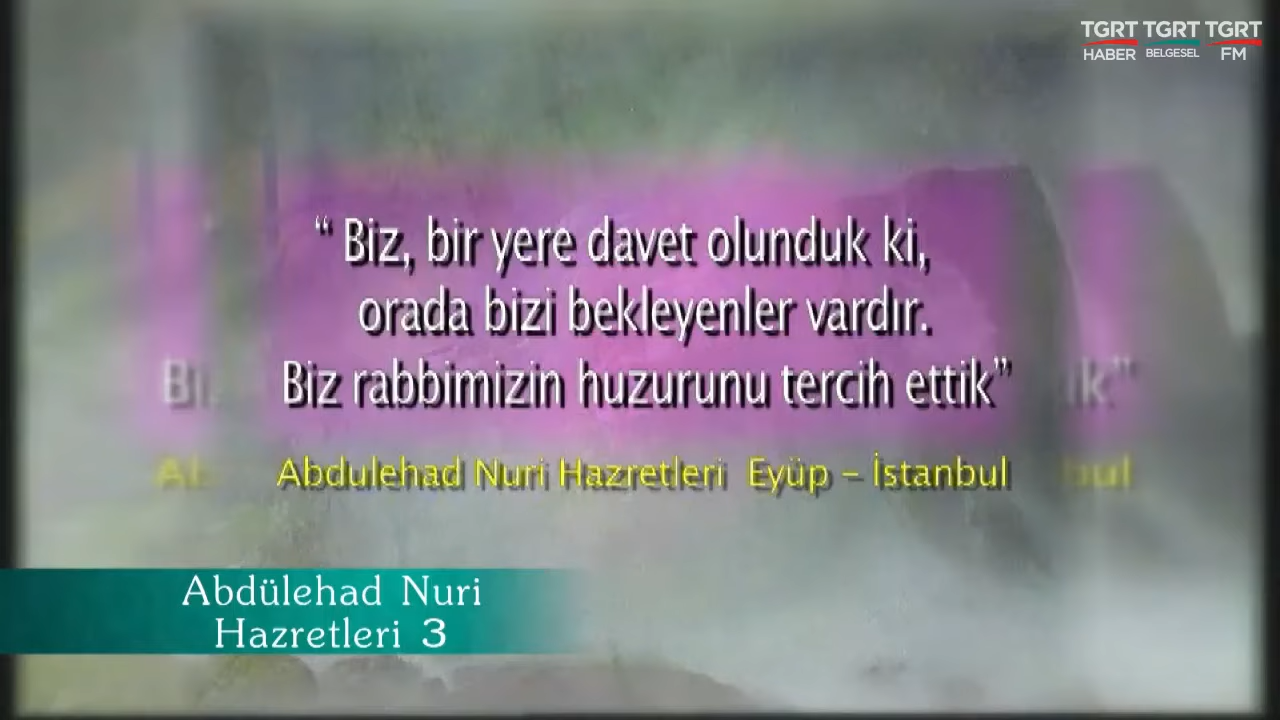 TGRT TGRT TGRT
HABER BELGESEL FM
“ Biz, bir yere davet olunduk ki,
orada bizi bekleyenler vardır.
Biz rabbimizin huzurunu tercih ettik”
Abdulehad Nuri Hazretleri Eyüp – İstanbul
Abdülehad Nuri
Hazretleri 3